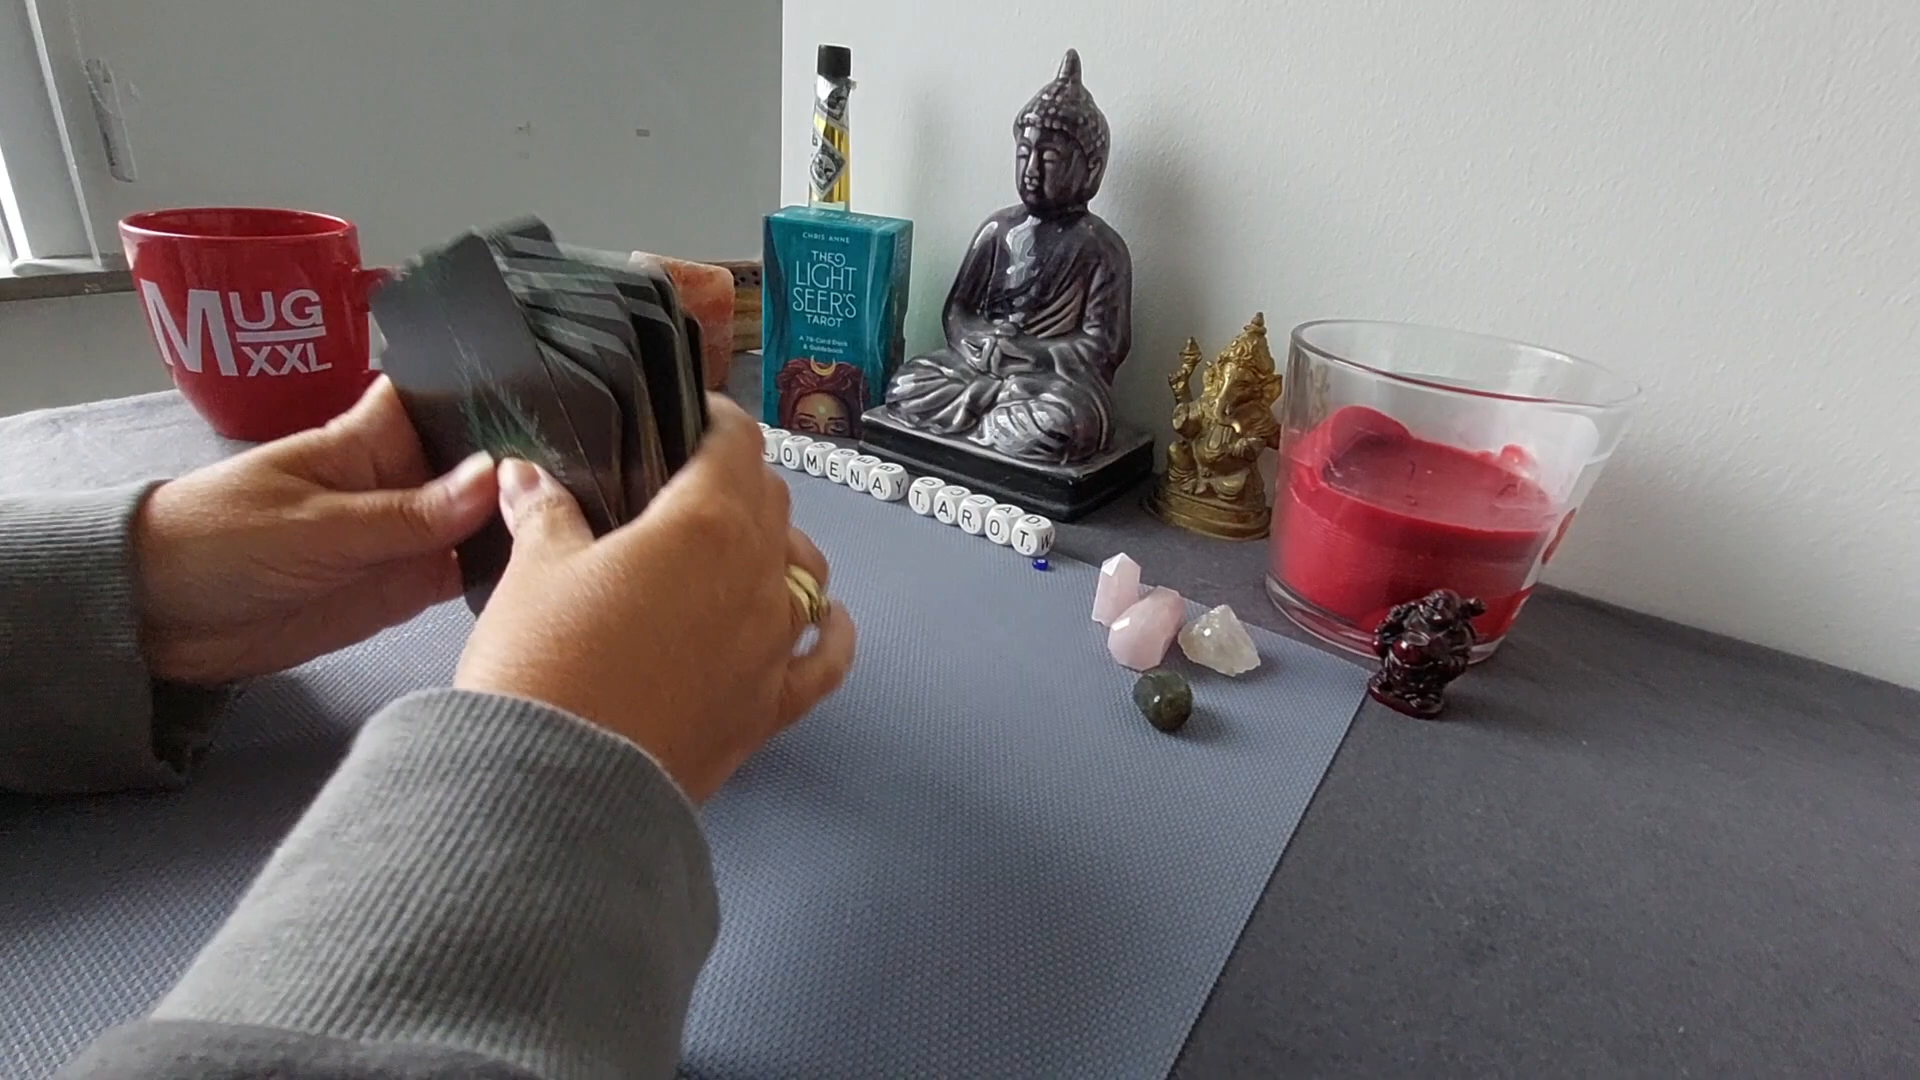 MUG
XXL
CHRIS ANNE
THE
LIGHT
SEER'S
TAROT
A 78-Card Deck
& Guidebook
LOMENAYTAROT